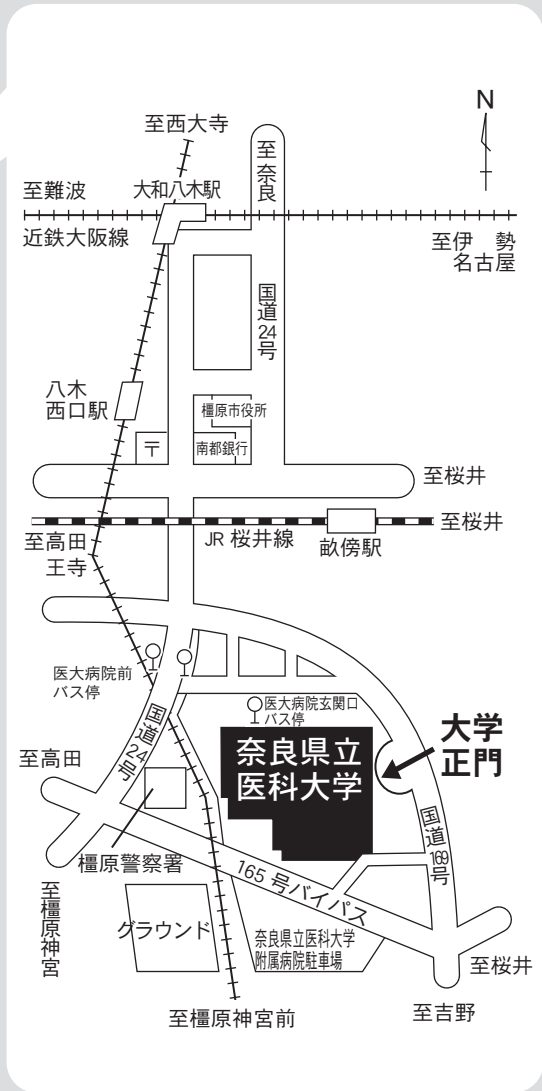 N
至西大寺
至奈良
至難波
大和八木駅
近鉄大阪線
至伊 勢
名古屋
国道24号
八木
西口駅
橿原市役所
〒
南都銀行
至桜井
至桜井
至高田
王寺
JR 桜井線
畝傍駅
医大病院前
バス停
医大病院玄関口
バス停
国道24号
大学
正門
奈良県立
医科大学
至高田
国道169号
橿原警察署
165 号バイパス
至橿原神宮
グラウンド
奈良県立医科大学
附属病院駐車場
至桜井
至橿原神宮前
至吉野